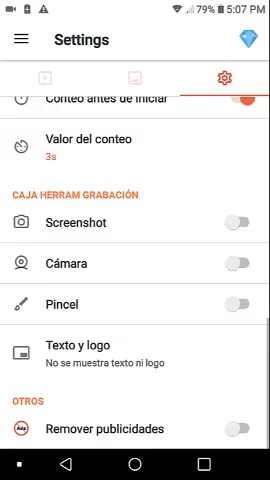 79% 5:07 PM
Settings
Conteo antes de iniciar
Valor del conteo
3s
CAJA HERRAM GRABACIÓN
Screenshot
Cámara
Pincel
Texto y logo
No se muestra texto ni logo
OTROS
Ads
Remover publicidades